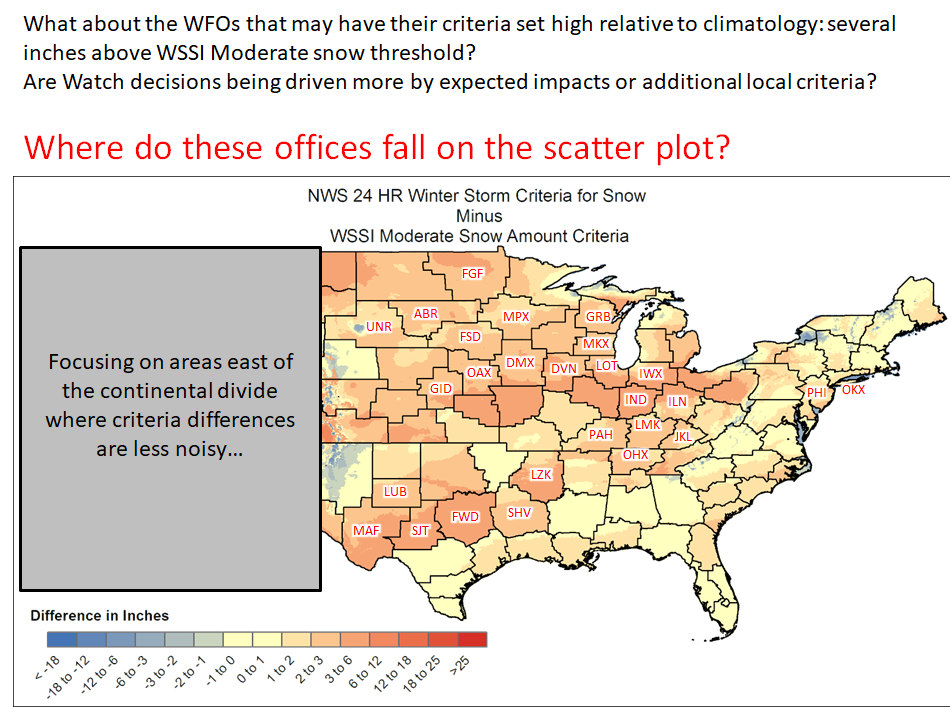 What about the WFOs that may have their criteria set high relative to climatology: several
inches above WSSI Moderate snow threshold?
Are Watch decisions being driven more by expected impacts or additional local criteria?
Where do these offices fall on the scatter plot?
NWS 24 HR Winter Storm Criteria for Snow
Minus
WSSI Moderate Snow Amount Criteria
FGF
ABR
MPX
GRB
UNR
FSD
MKX
OAX
DMX
DVN
LOT
IWX
GID
IND
ILN
PHI
OKX
Focusing on areas east of
the continental divide
where criteria differences
are less noisy...
PAH
LMK
JKL
OHX
LZK
LUB
MAF
SJT
FWD
SHV
Difference in Inches
< -18
-18 to -12
-12 to -6
-6 to -3
-3 to -2
-2 to -1
-1 to 0
0 to 1
1 to 2
2 to 3
3 to 6
6 to 12
12 to 18
18 to 25
>25